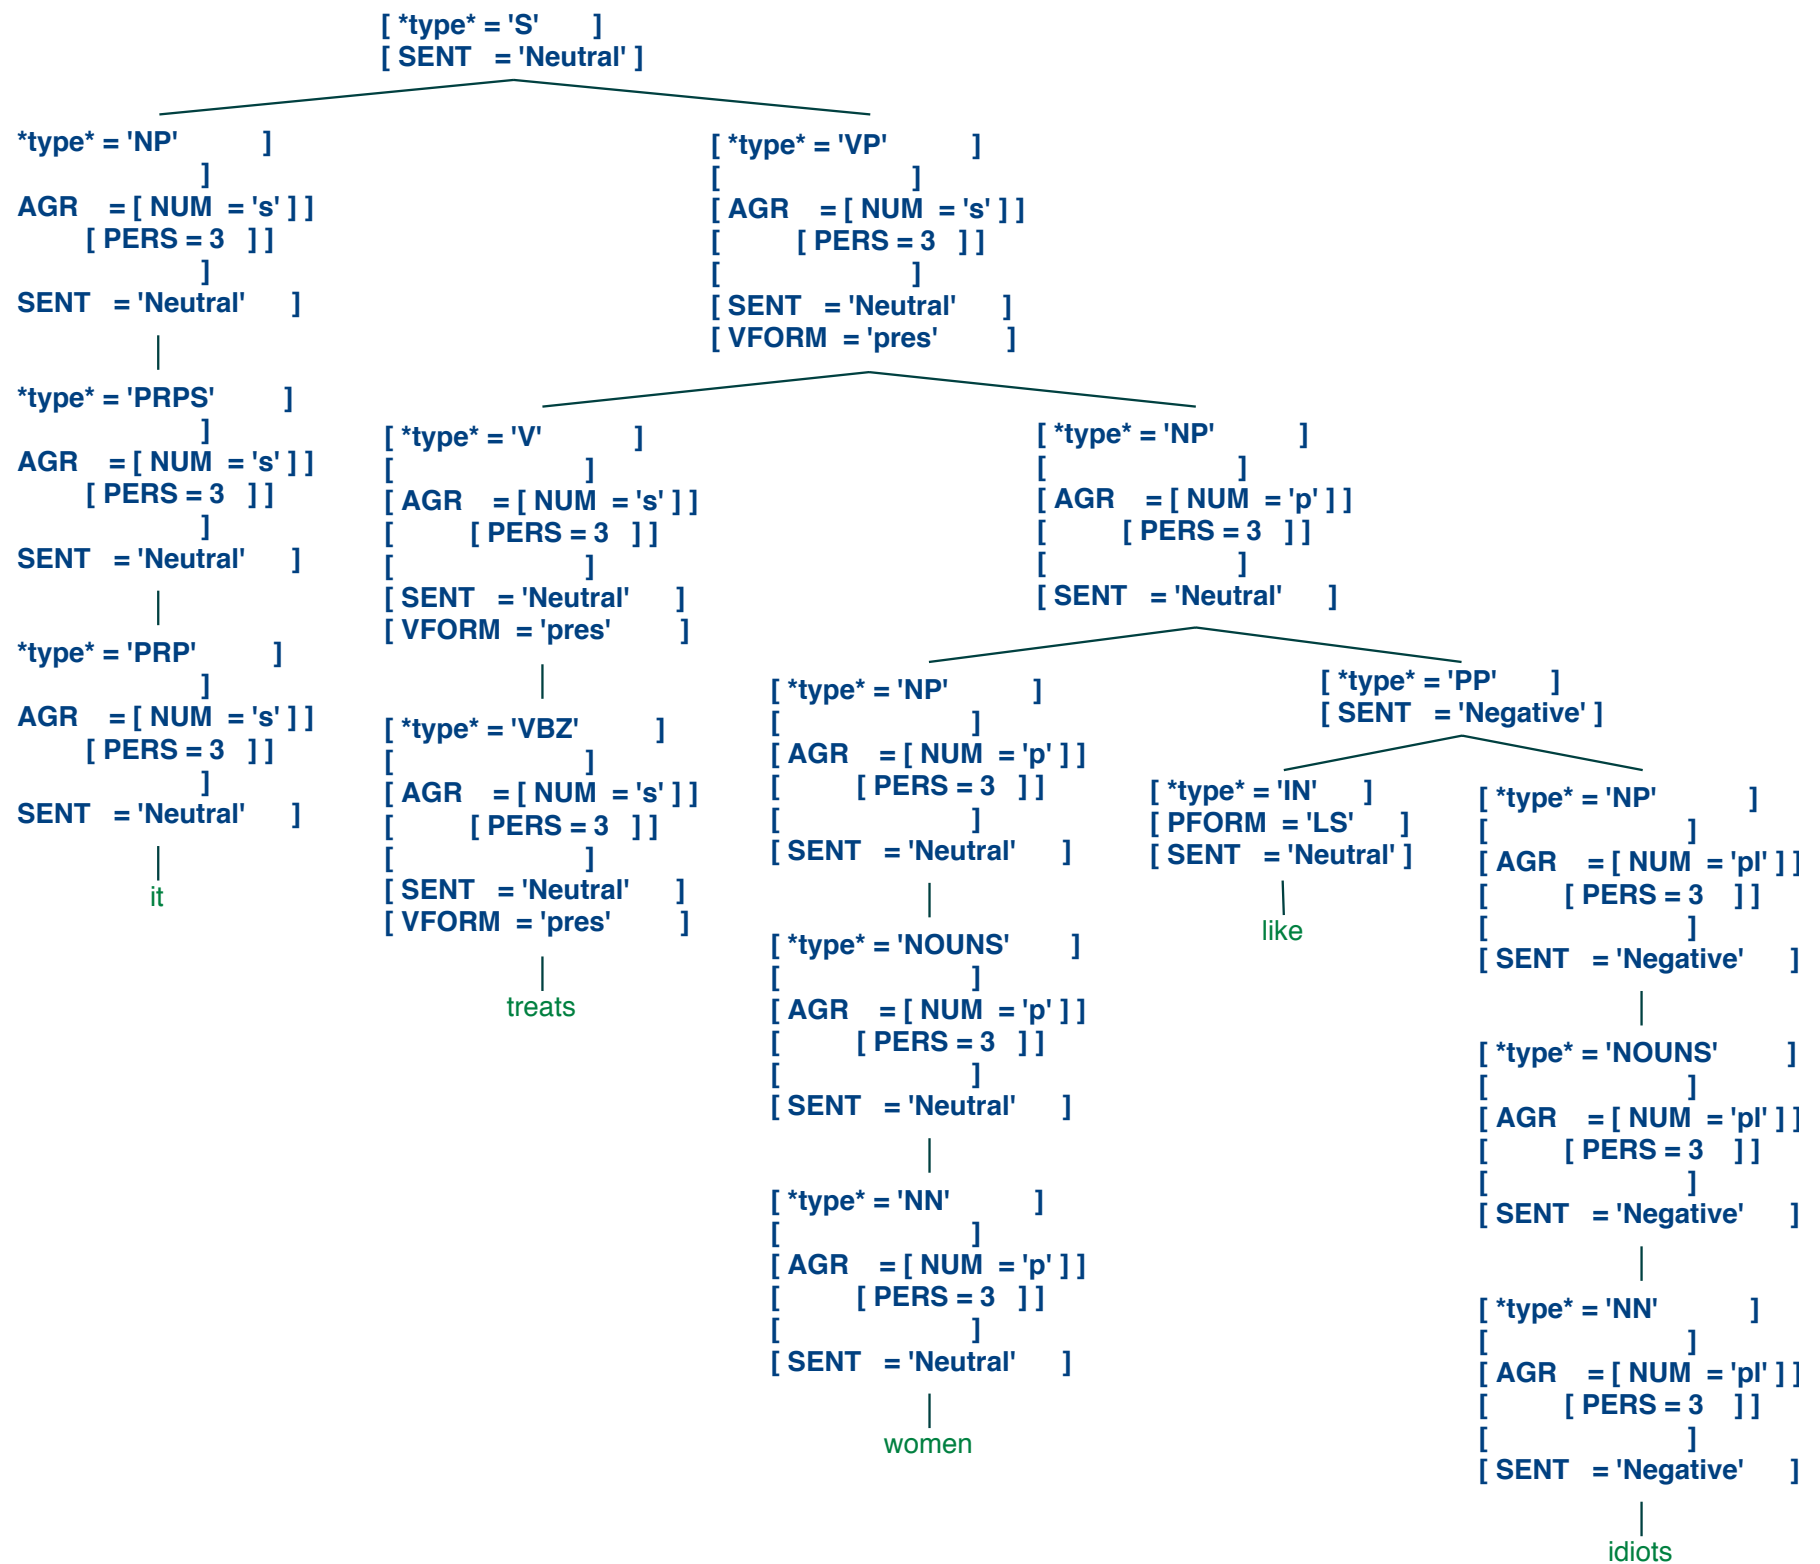 [ *type* = 'S' ]
[ SENT = 'Neutral' ]
*type* = 'NP' ]
]
AGR = [ NUM = 's' ] ]
[ PERS = 3 ] ]
]
SENT = 'Neutral' ]
*type* = 'PRPS' ]
]
AGR = [ NUM = 's' ] ]
[ PERS = 3 ] ]
]
SENT = 'Neutral' ]
*type* = 'PRP' ]
]
AGR = [ NUM = 's' ] ]
[ PERS = 3 ] ]
]
SENT = 'Neutral' ]
it
[ *type* = 'VP' ]
[ ]
[ AGR = [ NUM = 's' ] ]
[ [ PERS = 3 ] ]
[ ]
[ SENT = 'Neutral' ]
[ VFORM = 'pres' ]
[ *type* = 'V' ]
[ ]
[ AGR = [ NUM = 's' ] ]
[ [ PERS = 3 ] ]
[ ]
[ SENT = 'Neutral' ]
[ VFORM = 'pres' ]
[ *type* = 'VBZ' ]
[ ]
[ AGR = [ NUM = 's' ] ]
[ [ PERS = 3 ] ]
[ ]
[ SENT = 'Neutral' ]
[ VFORM = 'pres' ]
treats
[ *type* = 'NP' ]
[ ]
[ AGR = [ NUM = 'p' ] ]
[ [ PERS = 3 ] ]
[ ]
[ SENT = 'Neutral' ]
[ *type* = 'NP' ]
[ ]
[ AGR = [ NUM = 'p' ] ]
[ [ PERS = 3 ] ]
[ ]
[ SENT = 'Neutral' ]
[ *type* = 'NOUNS' ]
[ ]
[ AGR = [ NUM = 'p' ] ]
[ [ PERS = 3 ] ]
[ ]
[ SENT = 'Neutral' ]
[ *type* = 'NN' ]
[ ]
[ AGR = [ NUM = 'p' ] ]
[ [ PERS = 3 ] ]
[ ]
[ SENT = 'Neutral' ]
women
[ *type* = 'PP' ]
[ SENT = 'Negative' ]
[ *type* = 'IN' ]
[ PFORM = 'LS' ]
[ SENT = 'Neutral' ]
like
[ *type* = 'NP' ]
[ ]
[ AGR = [ NUM = 'pl' ] ]
[ [ PERS = 3 ] ]
[ ]
[ SENT = 'Negative' ]
[ *type* = 'NOUNS' ]
[ ]
[ AGR = [ NUM = 'pl' ] ]
[ [ PERS = 3 ] ]
[ ]
[ SENT = 'Negative' ]
[ *type* = 'NN' ]
[ ]
[ AGR = [ NUM = 'pl' ] ]
[ [ PERS = 3 ] ]
[ ]
[ SENT = 'Negative' ]
idiots